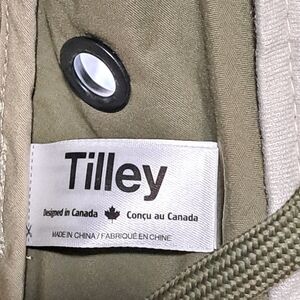 Tilley
Designed in Canada Conçu au Canada
MADE IN CHINA / FABRIQUÉ EN CHINE